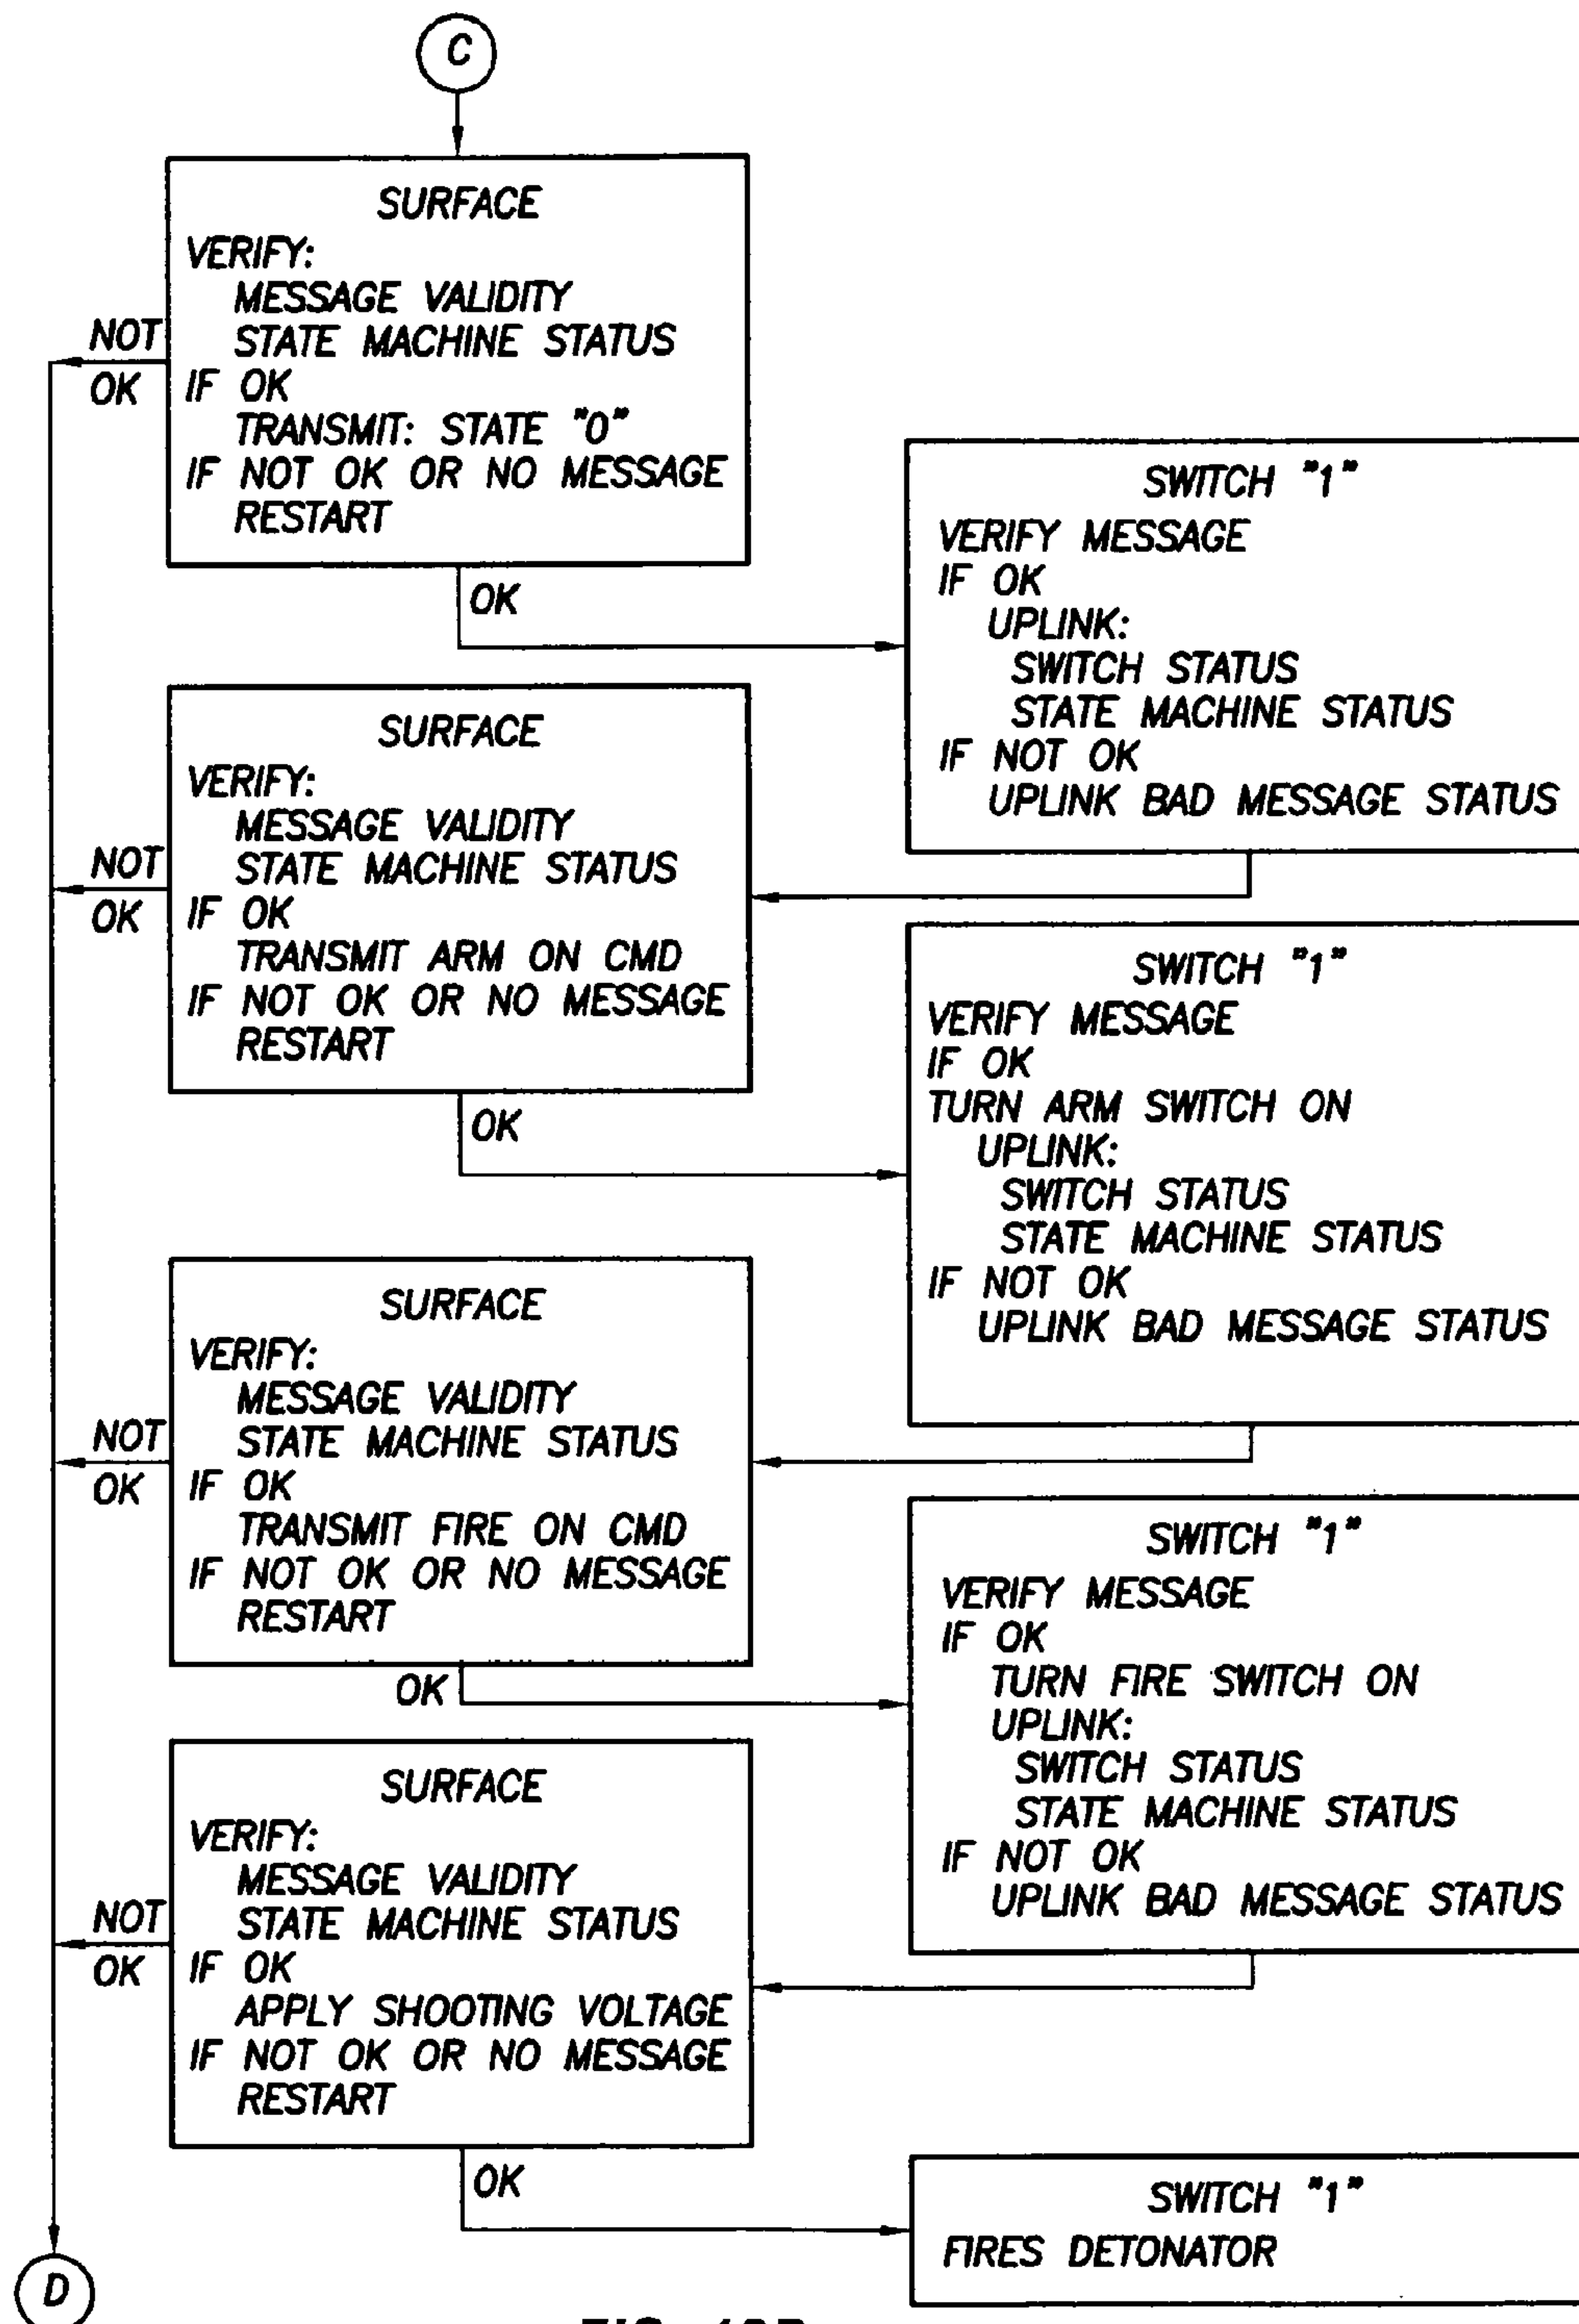 C
SURFACE
VERIFY:
MESSAGE VALIDITY
STATE MACHINE STATUS
IF OK
TRANSMIT: STATE "0"
IF NOT OK OR NO MESSAGE
RESTART
NOT
OK
OK
SWITCH "1"
VERIFY MESSAGE
IF OK
UPLINK:
SWITCH STATUS
STATE MACHINE STATUS
IF NOT OK
UPLINK BAD MESSAGE STATUS
SURFACE
VERIFY:
MESSAGE VALIDITY
STATE MACHINE STATUS
IF OK
TRANSMIT ARM ON CMD
IF NOT OK OR NO MESSAGE
RESTART
NOT
OK
OK
SWITCH "1"
VERIFY MESSAGE
IF OK
TURN ARM SWITCH ON
UPLINK:
SWITCH STATUS
STATE MACHINE STATUS
IF NOT OK
UPLINK BAD MESSAGE STATUS
SURFACE
VERIFY:
MESSAGE VALIDITY
STATE MACHINE STATUS
IF OK
TRANSMIT FIRE ON CMD
IF NOT OK OR NO MESSAGE
RESTART
NOT
OK
OK
SWITCH "1"
VERIFY MESSAGE
IF OK
TURN FIRE SWITCH ON
UPLINK:
SWITCH STATUS
STATE MACHINE STATUS
IF NOT OK
UPLINK BAD MESSAGE STATUS
SURFACE
VERIFY:
MESSAGE VALIDITY
STATE MACHINE STATUS
IF OK
APPLY SHOOTING VOLTAGE
IF NOT OK OR NO MESSAGE
RESTART
NOT
OK
OK
SWITCH "1"
FIRES DETONATOR
D